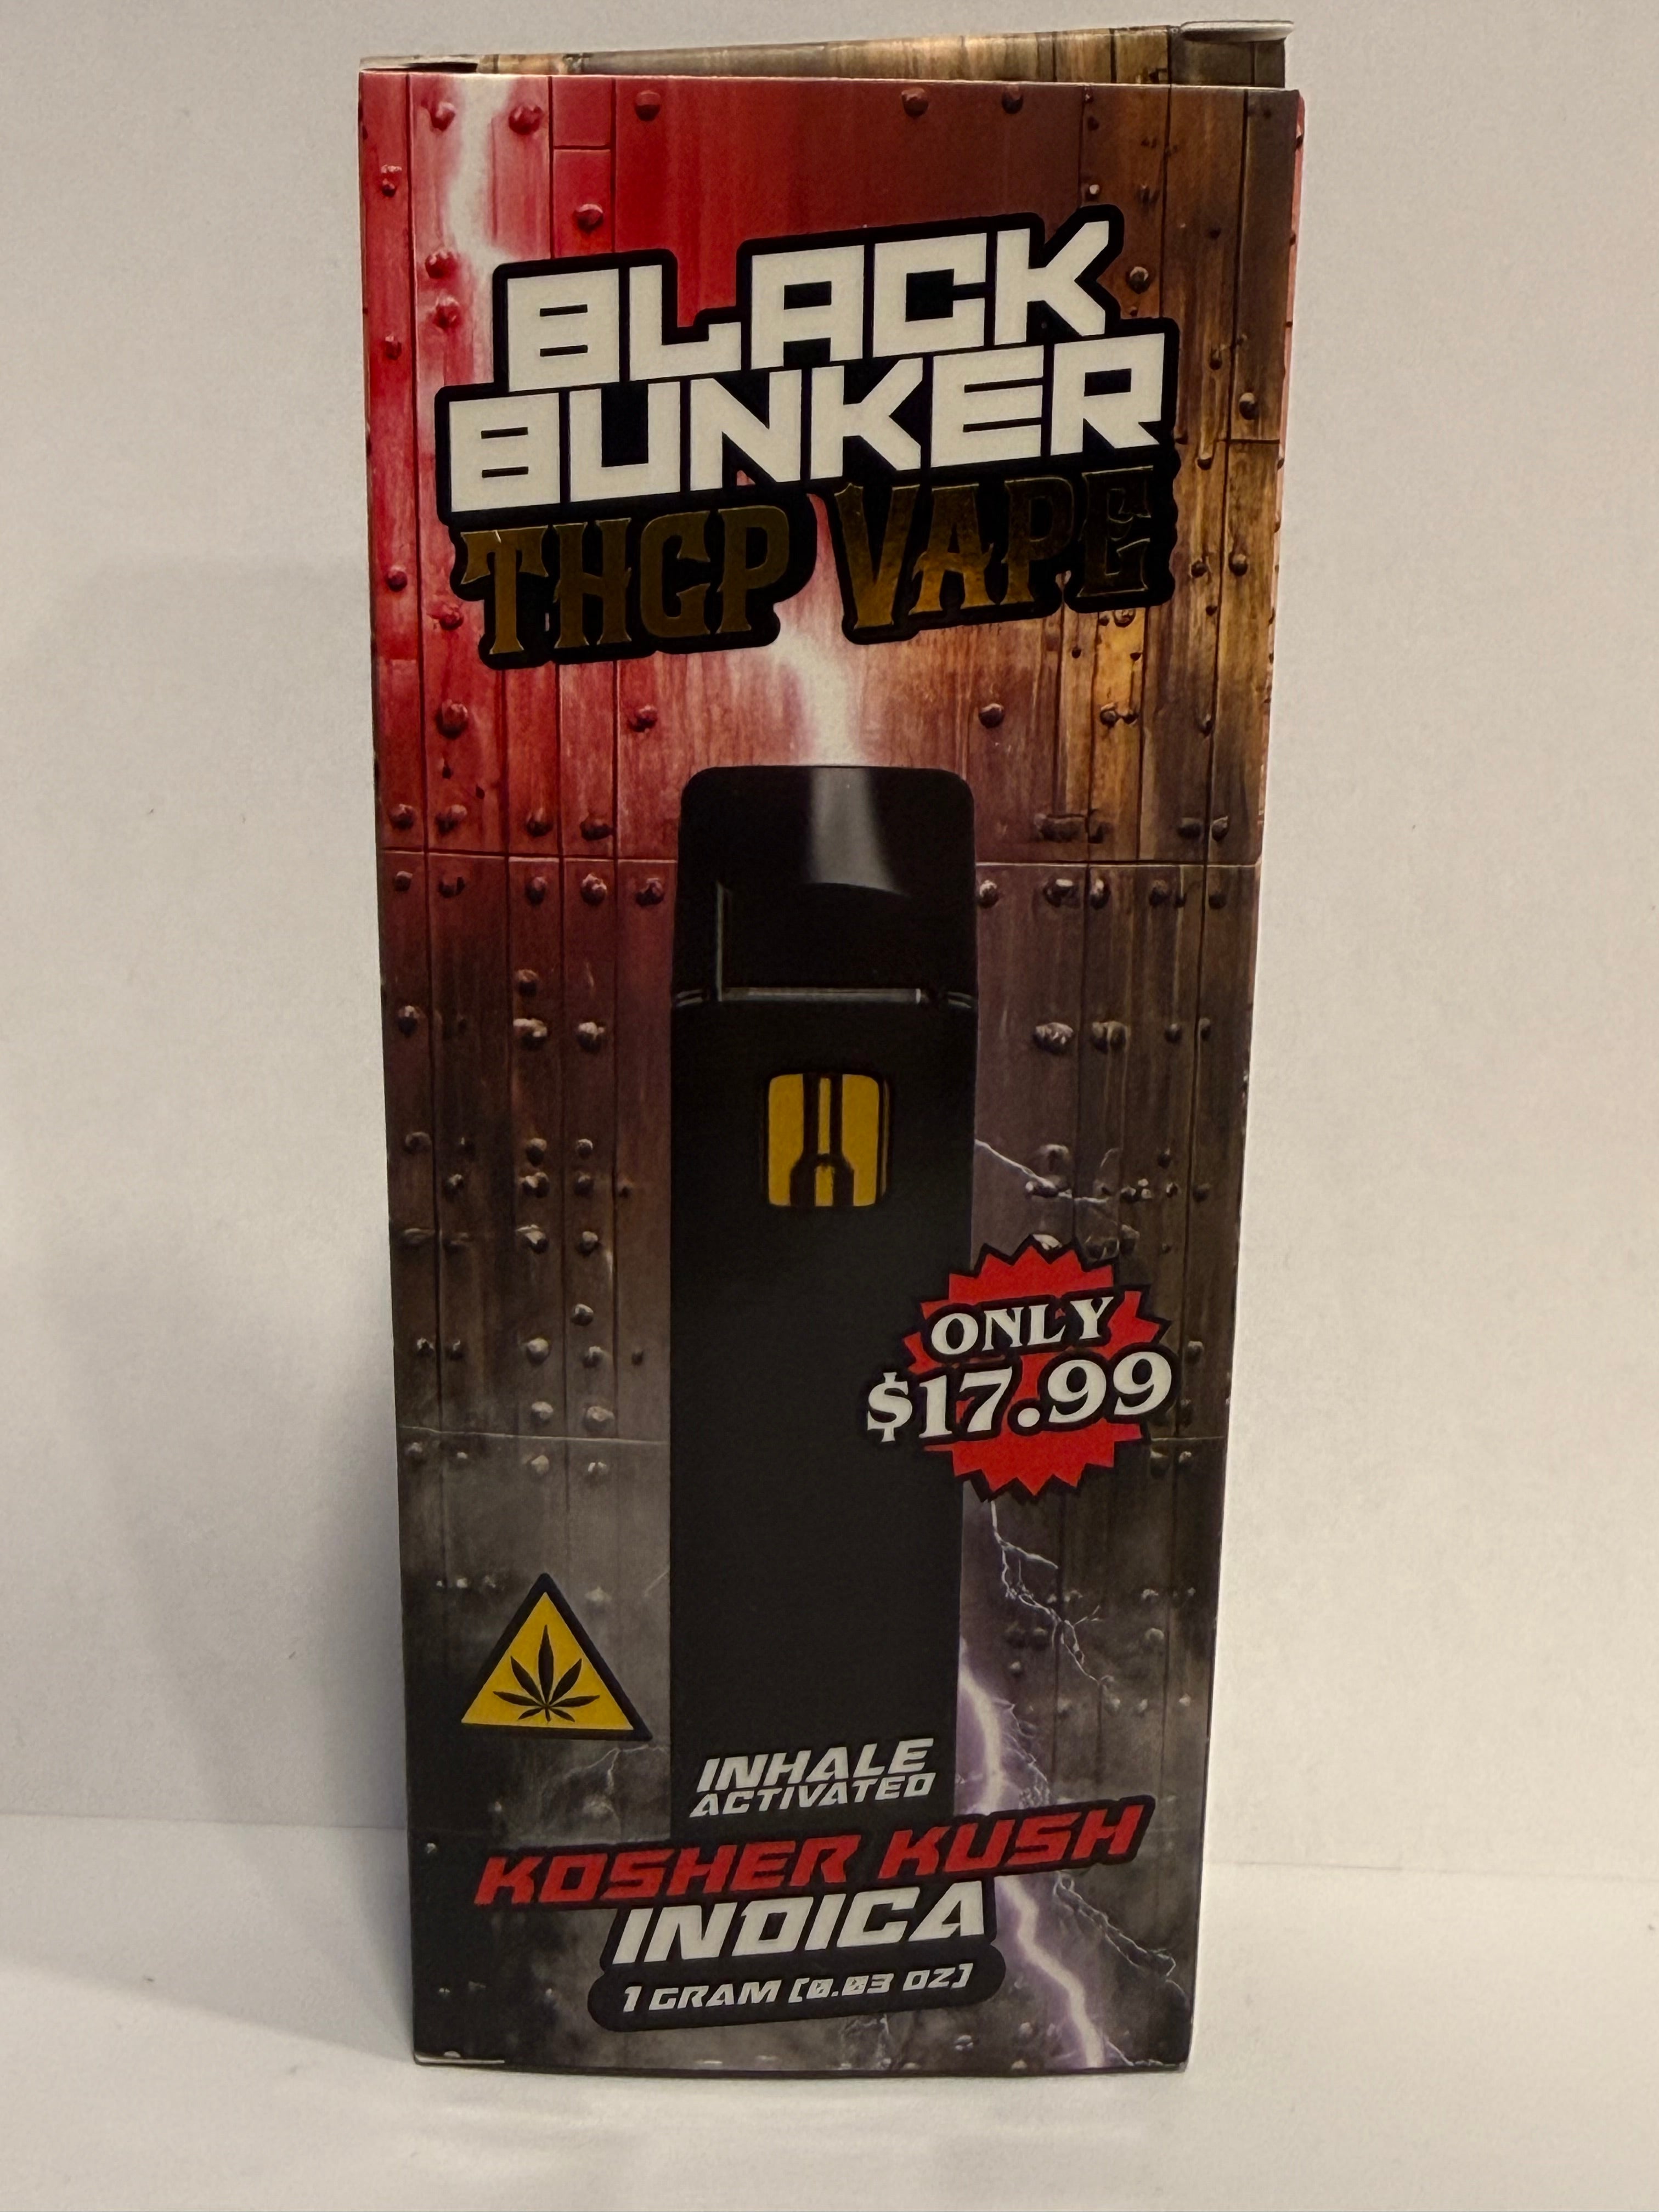 BLACK
BUNKER
THCP VAPE
ONLY
$17.99
INHALE
ACTIVATED
KOSHER KUSH
INDICA
1 GRAM (0.03 OZ)